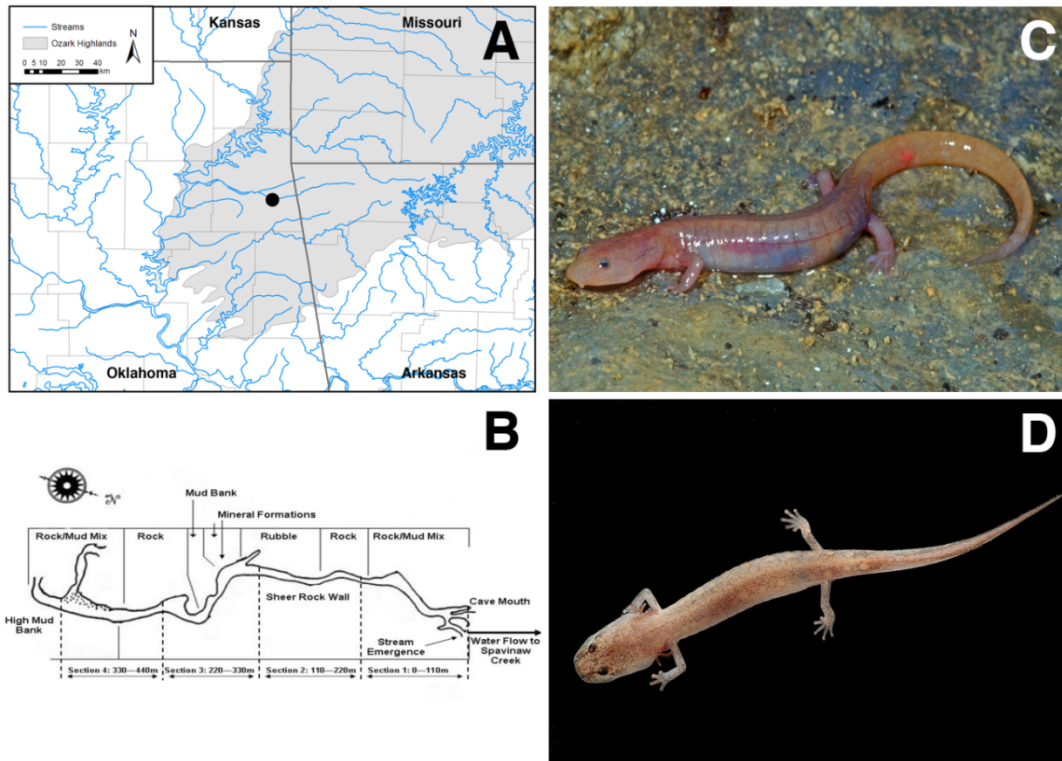 A
Kansas
Missouri
Streams
Ozark Highlands
N
0 5 10 20 30 40
km
Oklahoma
Arkansas
B
N
Mud Bank
Mineral Formations
Rock/Mud Mix
Rock
Rubble
Rock
Rock/Mud Mix
Sheer Rock Wall
Cave Mouth
High Mud
Bank
Stream
Emergence
Water Flow to
Spavinaw
Creek
Section 4: 330—440m
Section 3: 220—330m
Section 2: 110—220m
Section 1: 0—110m
C
D